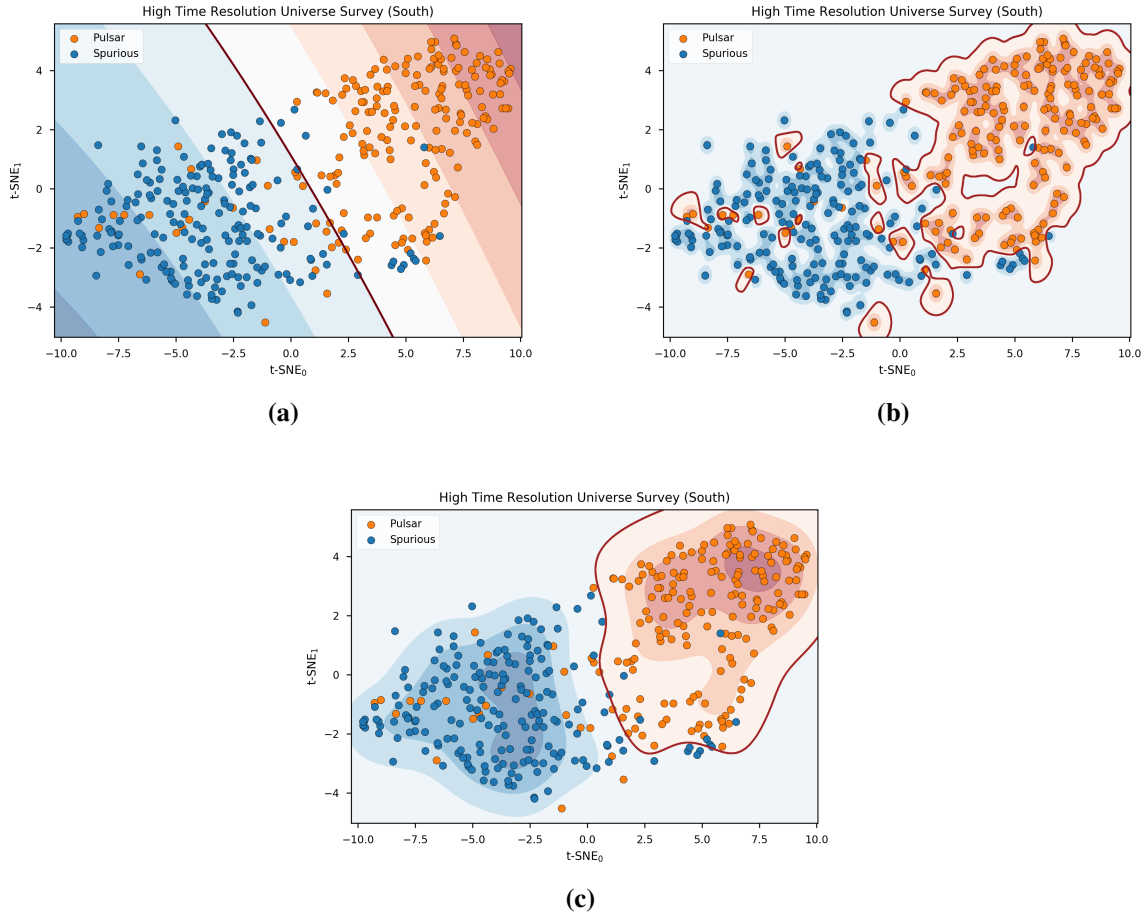 High Time Resolution Universe Survey (South)
Pulsar
Spurious
4
2
0
−2
−4
t-SNE1
−10.0 −7.5 −5.0 −2.5 0.0 2.5 5.0 7.5 10.0
t-SNE0
(a)
High Time Resolution Universe Survey (South)
Pulsar
Spurious
4
2
0
−2
−4
t-SNE1
−10.0 −7.5 −5.0 −2.5 0.0 2.5 5.0 7.5 10.0
t-SNE0
(b)
High Time Resolution Universe Survey (South)
Pulsar
Spurious
4
2
0
−2
−4
t-SNE1
−10.0 −7.5 −5.0 −2.5 0.0 2.5 5.0 7.5 10.0
t-SNE0
(c)